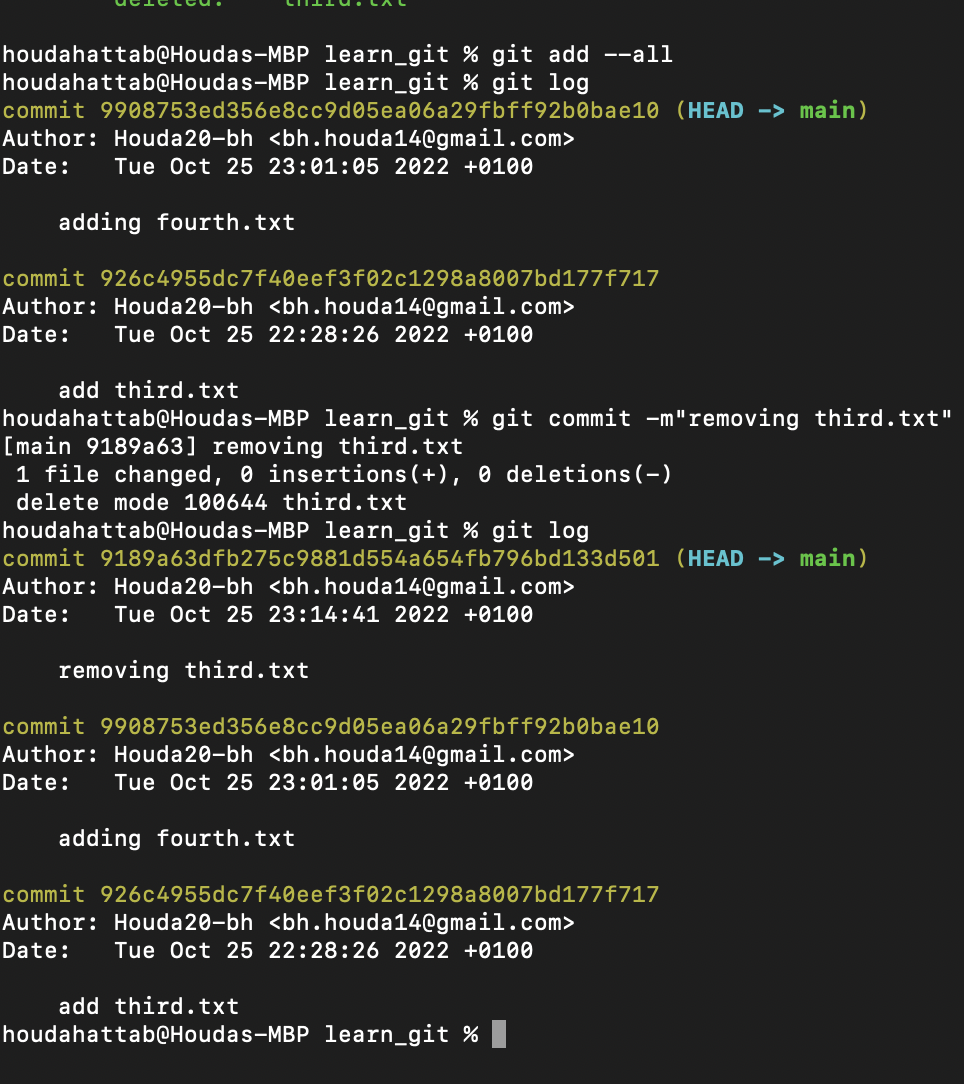 deleted:    third.txt
houdahattab@Houdas-MBP learn_git % git add --all
houdahattab@Houdas-MBP learn_git % git log
commit 9908753ed356e8cc9d05ea06a29fbff92b0bae10 (HEAD -> main)
Author: Houda20-bh <bh.houda14@gmail.com>
Date:   Tue Oct 25 23:01:05 2022 +0100
adding fourth.txt
commit 926c4955dc7f40eef3f02c1298a8007bd177f717
Author: Houda20-bh <bh.houda14@gmail.com>
Date:   Tue Oct 25 22:28:26 2022 +0100
add third.txt
houdahattab@Houdas-MBP learn_git % git commit -m"removing third.txt"
[main 9189a63] removing third.txt
1 file changed, 0 insertions(+), 0 deletions(-)
delete mode 100644 third.txt
houdahattab@Houdas-MBP learn_git % git log
commit 9189a63dfb275c9881d554a654fb796bd133d501 (HEAD -> main)
Author: Houda20-bh <bh.houda14@gmail.com>
Date:   Tue Oct 25 23:14:41 2022 +0100
removing third.txt
commit 9908753ed356e8cc9d05ea06a29fbff92b0bae10
Author: Houda20-bh <bh.houda14@gmail.com>
Date:   Tue Oct 25 23:01:05 2022 +0100
adding fourth.txt
commit 926c4955dc7f40eef3f02c1298a8007bd177f717
Author: Houda20-bh <bh.houda14@gmail.com>
Date:   Tue Oct 25 22:28:26 2022 +0100
add third.txt
houdahattab@Houdas-MBP learn_git %